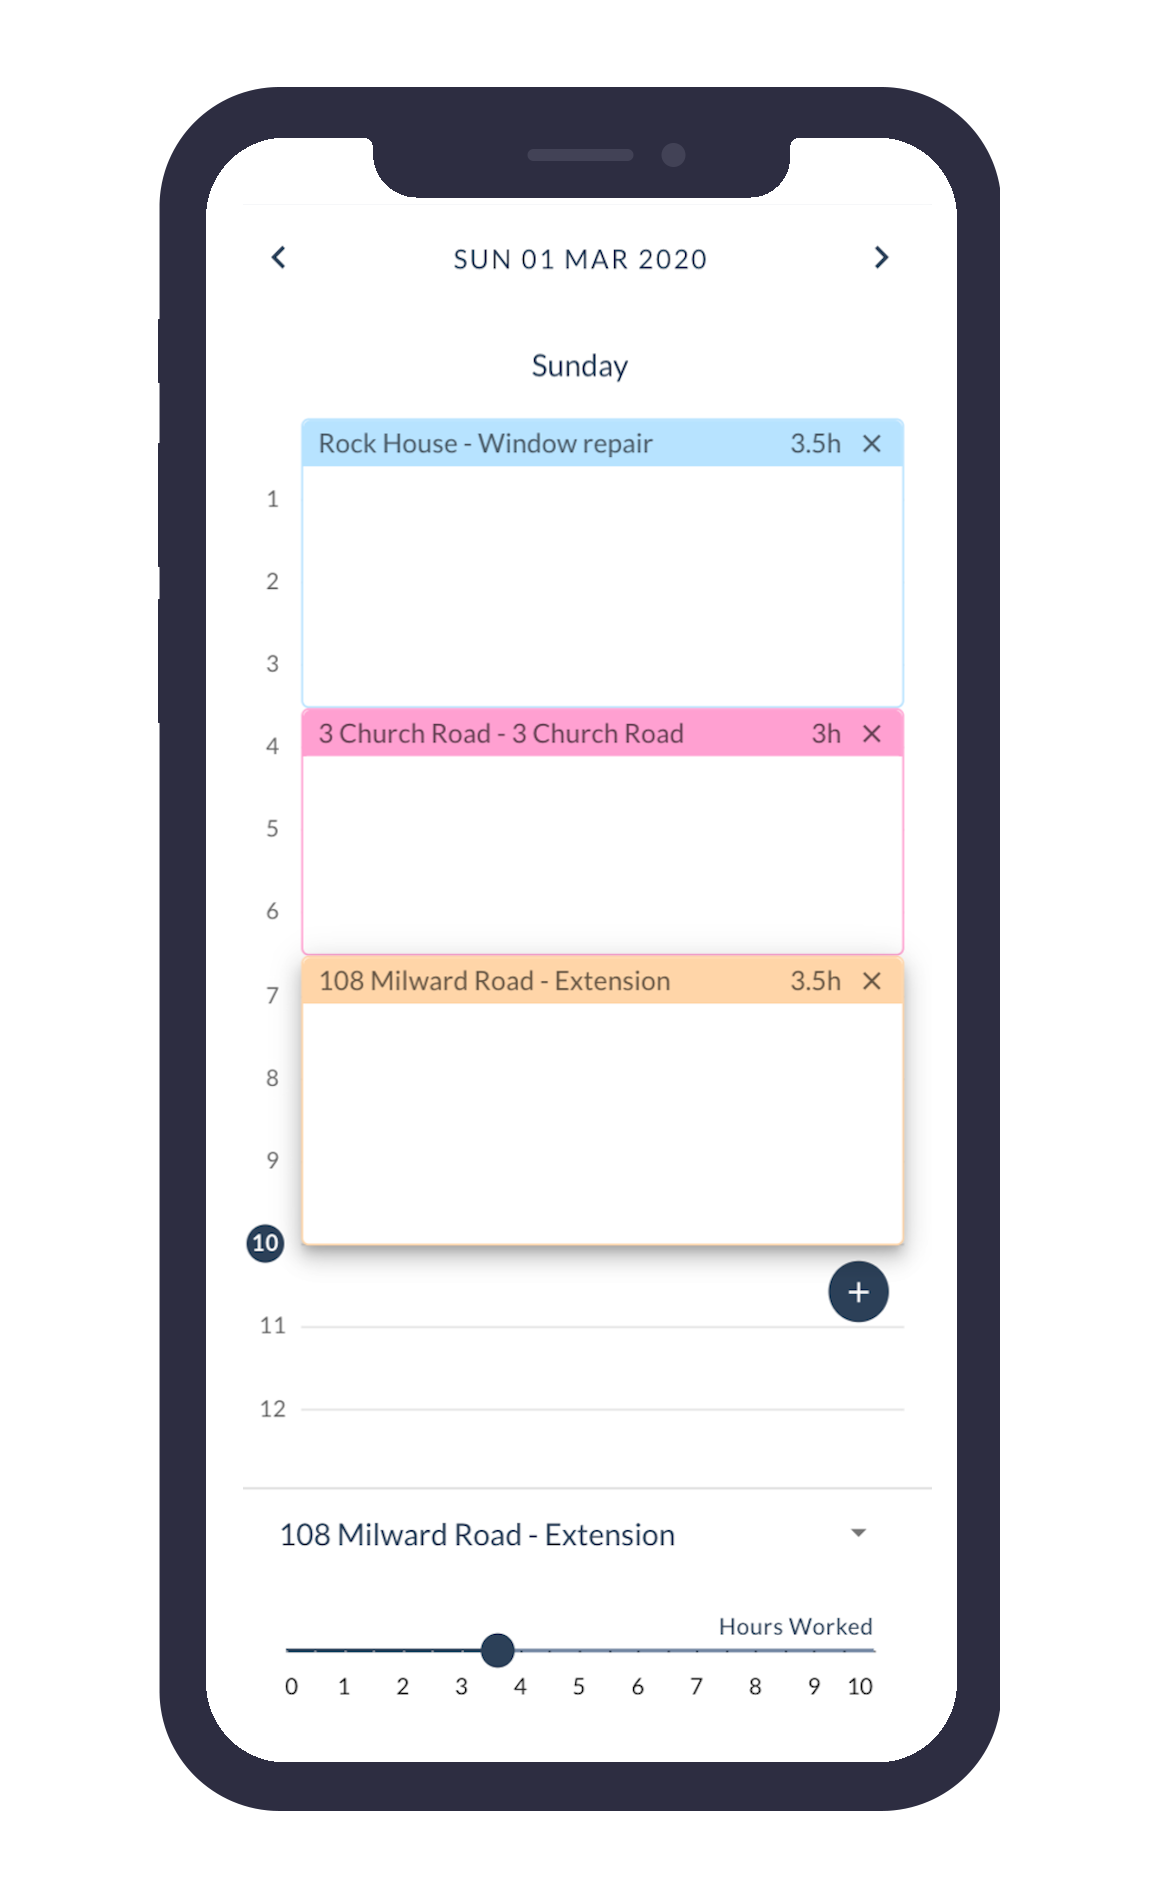 SUN 01 MAR 2020
Sunday
Rock House - Window repair 3.5h
1
2
3
3 Church Road - 3 Church Road 3h
4
5
6
108 Milward Road - Extension 3.5h
7
8
9
10
11
12
108 Milward Road - Extension
Hours Worked
0 1 2 3 4 5 6 7 8 9 10